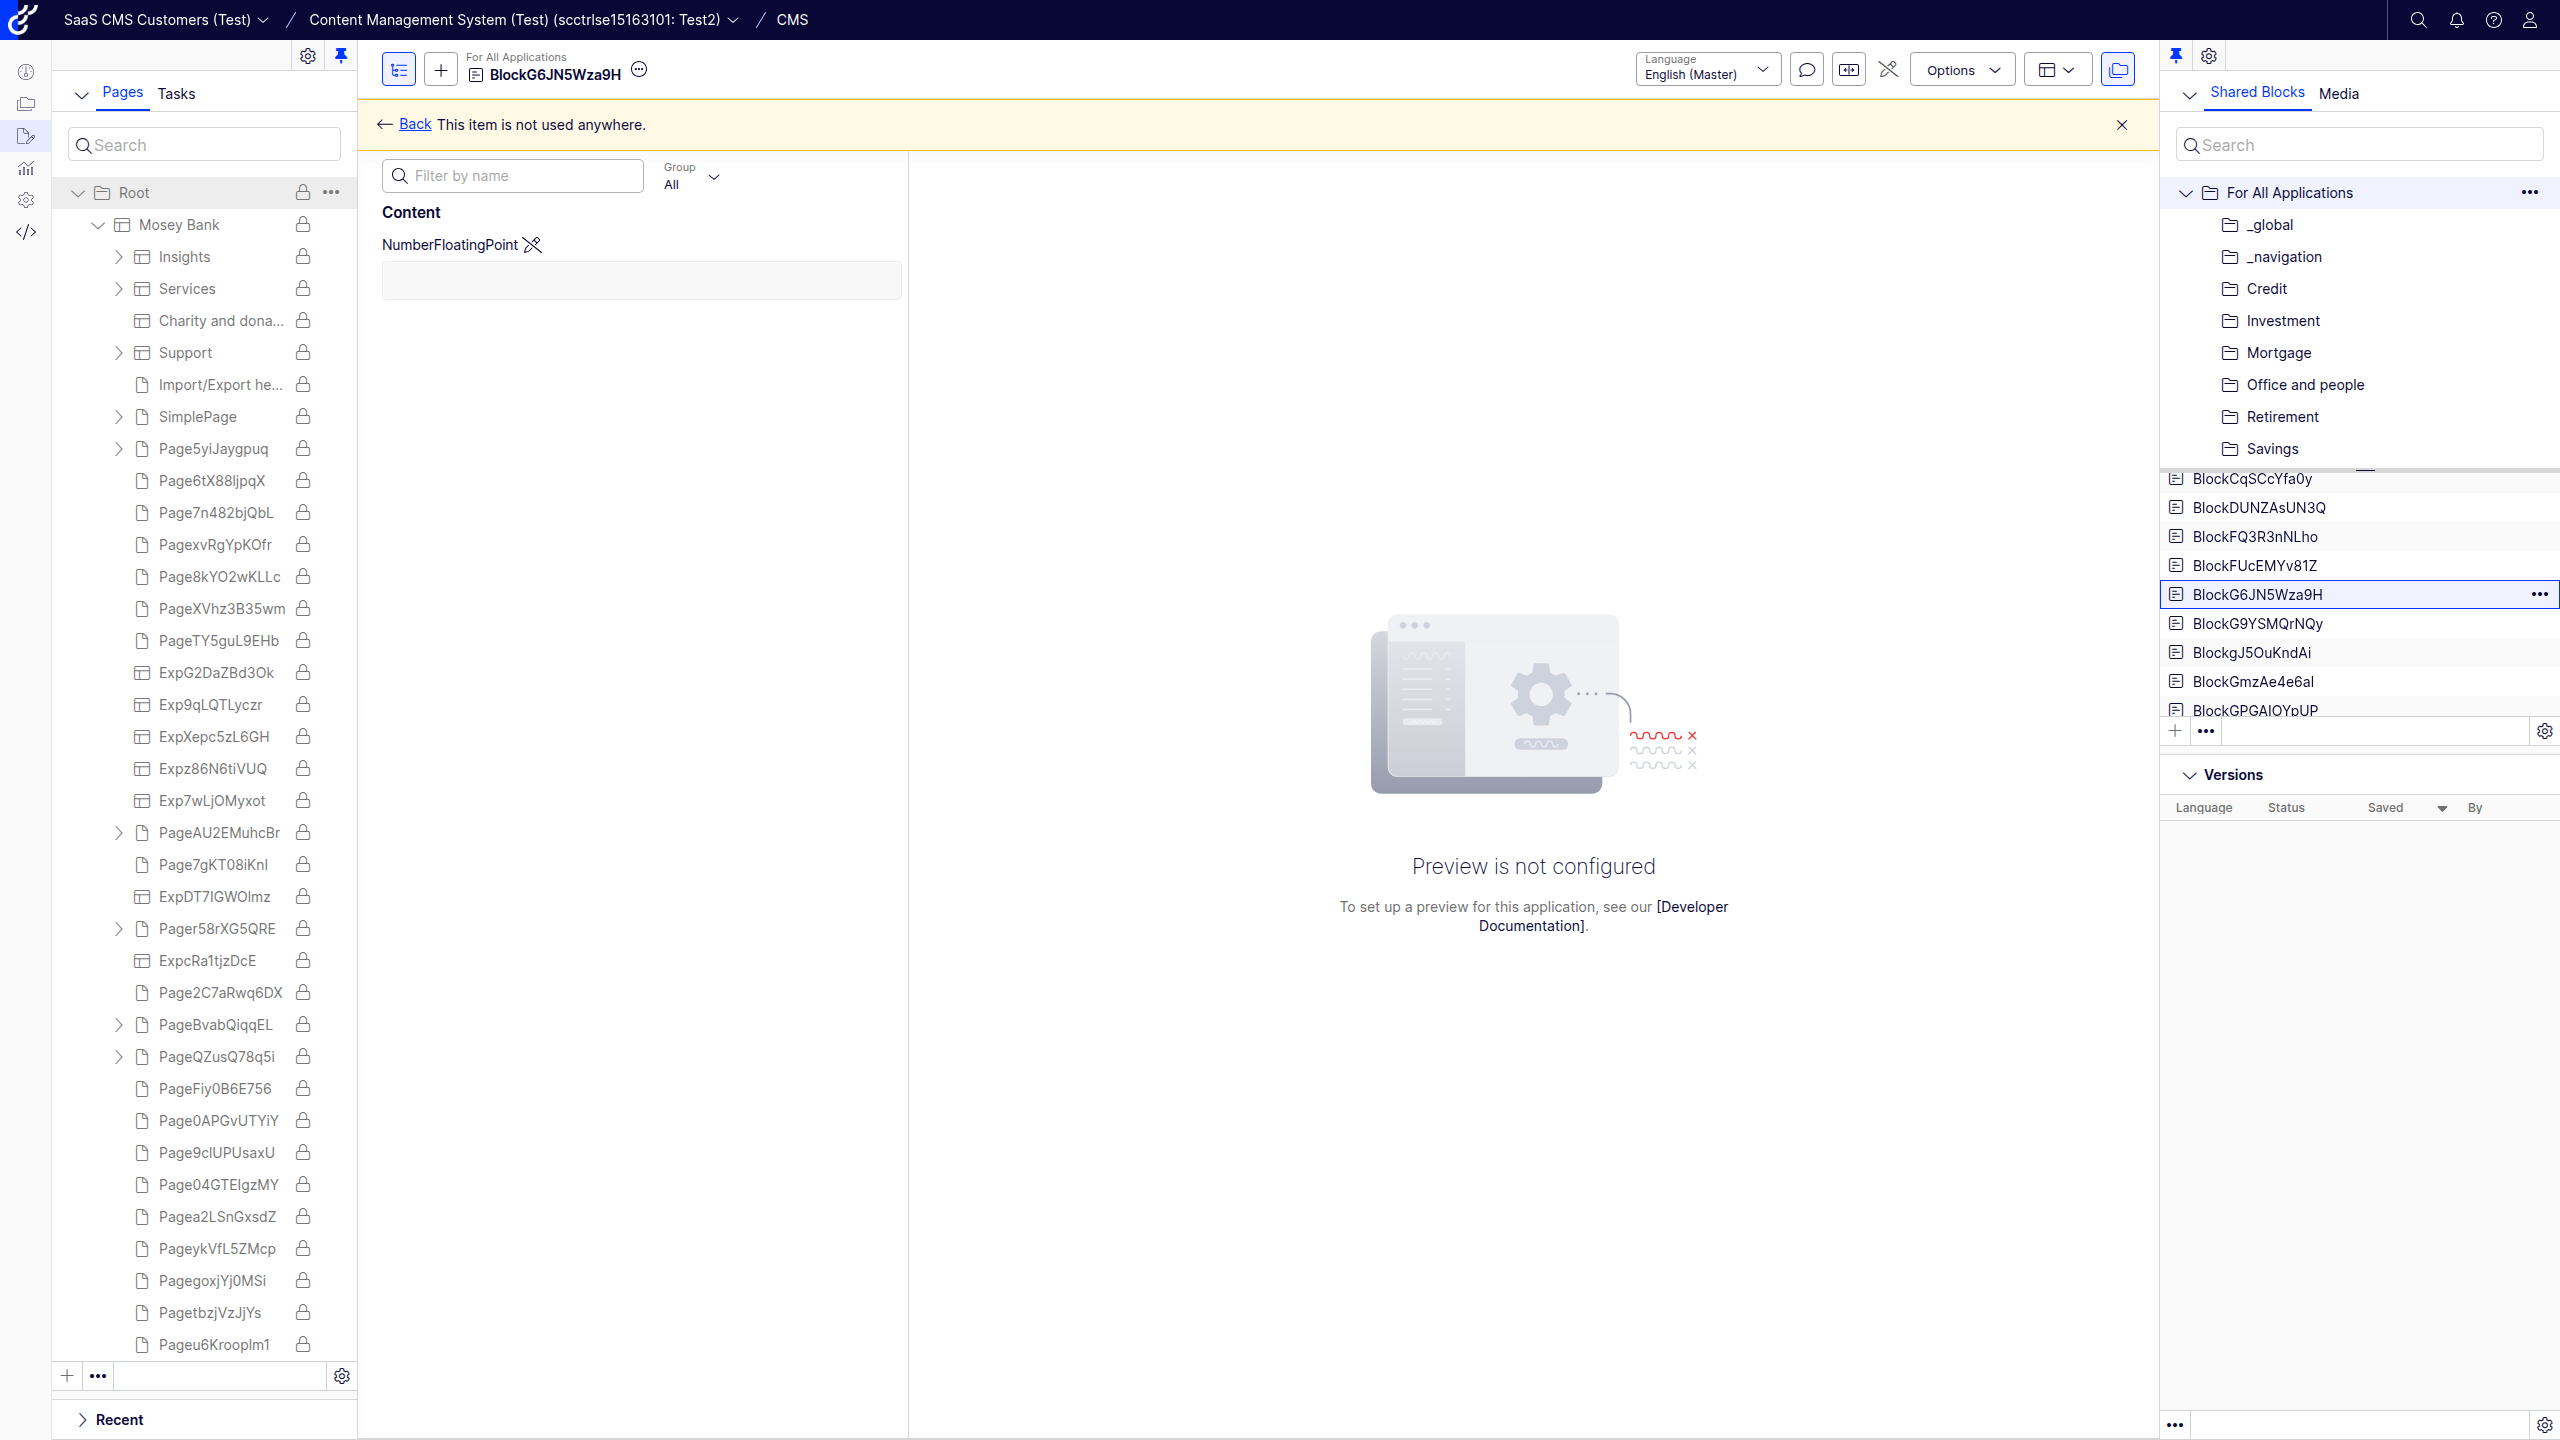 SaaS CMS Customers (Test)
Content Management System (Test) (scctrlse15163101: Test2)
CMS
Pages
Tasks
Search
Root
Mosey Bank
Insights
Services
Charity and dona...
Support
Import/Export he...
SimplePage
Page5yiJaygpuq
Page6tX88ljpqX
Page7n482bjQbL
PagexvRgYpKOfr
Page8kYO2wKLLc
PageXVhz3B35wm
PageTY5guL9EHb
ExpG2DaZBd3Ok
Exp9qLQTLyczr
ExpXepc5zL6GH
Expz86N6tiVUQ
Exp7wLjOMyxot
PageAU2EMuhcBr
Page7gKT08iKnI
ExpDT7IGWOlmz
Pager58rXG5QRE
ExpcRa1tjzDcE
Page2C7aRwq6DX
PageBvabQiqqEL
PageQZusQ78q5i
PageFiy0B6E756
Page0APGvUTYiY
Page9clUPUsaxU
Page04GTEIgzMY
Pagea2LSnGxsdZ
PageykVfL5ZMcp
PagegoxjYj0MSi
PagetbzjVzJjYs
Pageu6Krooplm1
Recent
For All Applications
BlockG6JN5Wza9H
Language
English (Master)
Options
Back This item is not used anywhere.
Filter by name
Group
All
Content
NumberFloatingPoint
Preview is not configured
To set up a preview for this application, see our [Developer
Documentation].
Shared Blocks
Media
Search
For All Applications
_global
_navigation
Credit
Investment
Mortgage
Office and people
Retirement
Savings
BlockCqSCcYfa0y
BlockDUNZAsUN3Q
BlockFQ3R3nNLho
BlockFUcEMYv81Z
BlockG6JN5Wza9H
BlockG9YSMQrNQy
BlockgJ5OuKndAi
BlockGmzAe4e6al
BlockGPGAIOYpUP
Versions
Language
Status
Saved
By